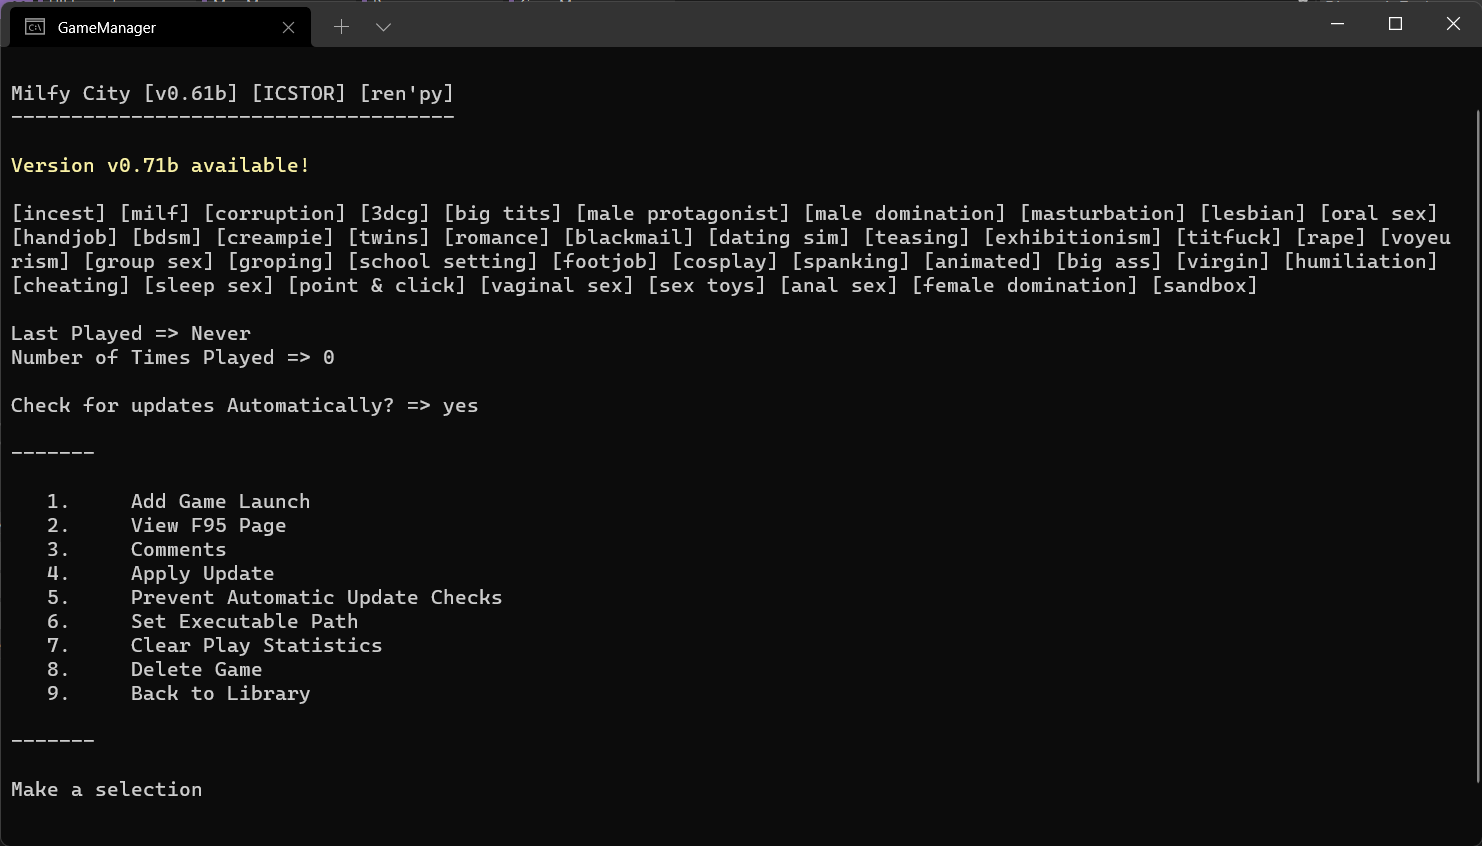 GameManager
Milfy City [v0.61b] [ICSTOR] [ren'py]
-------------------------------------
Version v0.71b available!
[incest] [milf] [corruption] [3dcg] [big tits] [male protagonist] [male domination] [masturbation] [lesbian] [oral sex]
[handjob] [bdsm] [creampie] [twins] [romance] [blackmail] [dating sim] [teasing] [exhibitionism] [titfuck] [rape] [voyeu
rism] [group sex] [groping] [school setting] [footjob] [cosplay] [spanking] [animated] [big ass] [virgin] [humiliation]
[cheating] [sleep sex] [point & click] [vaginal sex] [sex toys] [anal sex] [female domination] [sandbox]
Last Played => Never
Number of Times Played => 0
Check for updates Automatically? => yes
-------
1. Add Game Launch
2. View F95 Page
3. Comments
4. Apply Update
5. Prevent Automatic Update Checks
6. Set Executable Path
7. Clear Play Statistics
8. Delete Game
9. Back to Library
-------
Make a selection